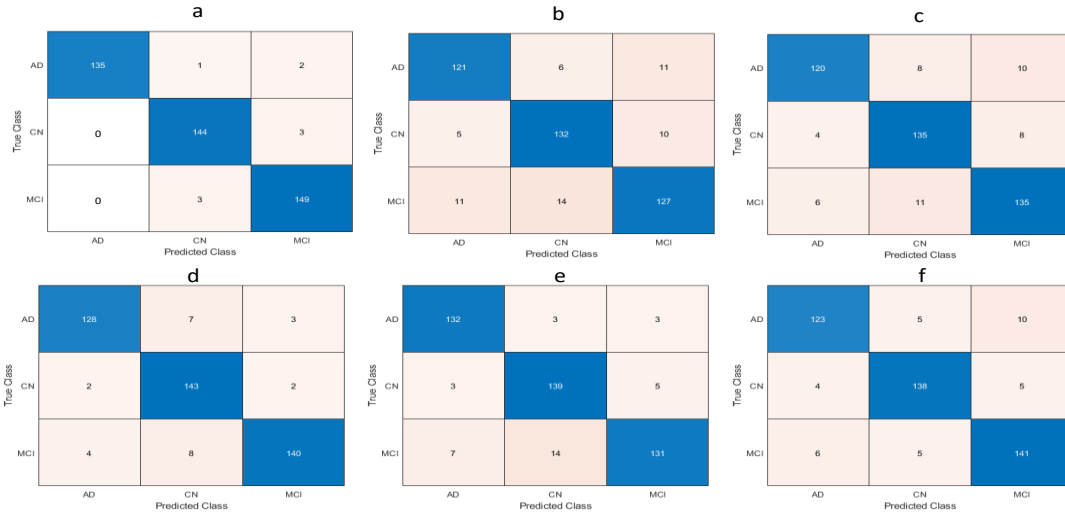 a
AD 135 1 2
CN 0 144 3
MCI 0 3 149
AD CN MCI
Predicted Class
True Class
b
AD 121 6 11
CN 5 132 10
MCI 11 14 127
AD CN MCI
Predicted Class
True Class
c
AD 120 8 10
CN 4 135 8
MCI 6 11 135
AD CN MCI
Predicted Class
True Class
d
AD 128 7 3
CN 2 143 2
MCI 4 8 140
AD CN MCI
Predicted Class
True Class
e
AD 132 3 3
CN 3 139 5
MCI 7 14 131
AD CN MCI
Predicted Class
True Class
f
AD 123 5 10
CN 4 138 5
MCI 6 5 141
AD CN MCI
Predicted Class
True Class